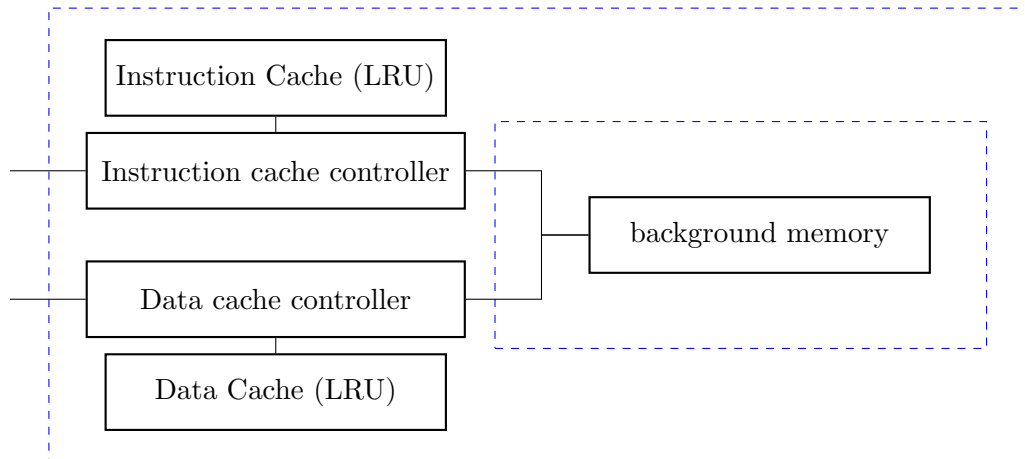 Instruction Cache (LRU)
Instruction cache controller
background memory
Data cache controller
Data Cache (LRU)